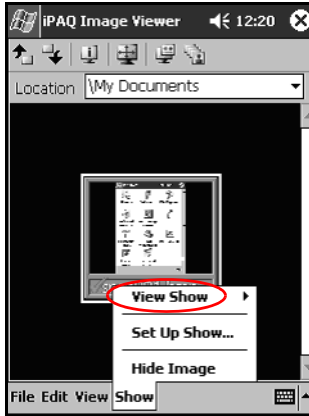 iPAQ Image Viewer 12:20
Location \My Documents
View Show
Set Up Show...
Hide Image
File Edit View Show